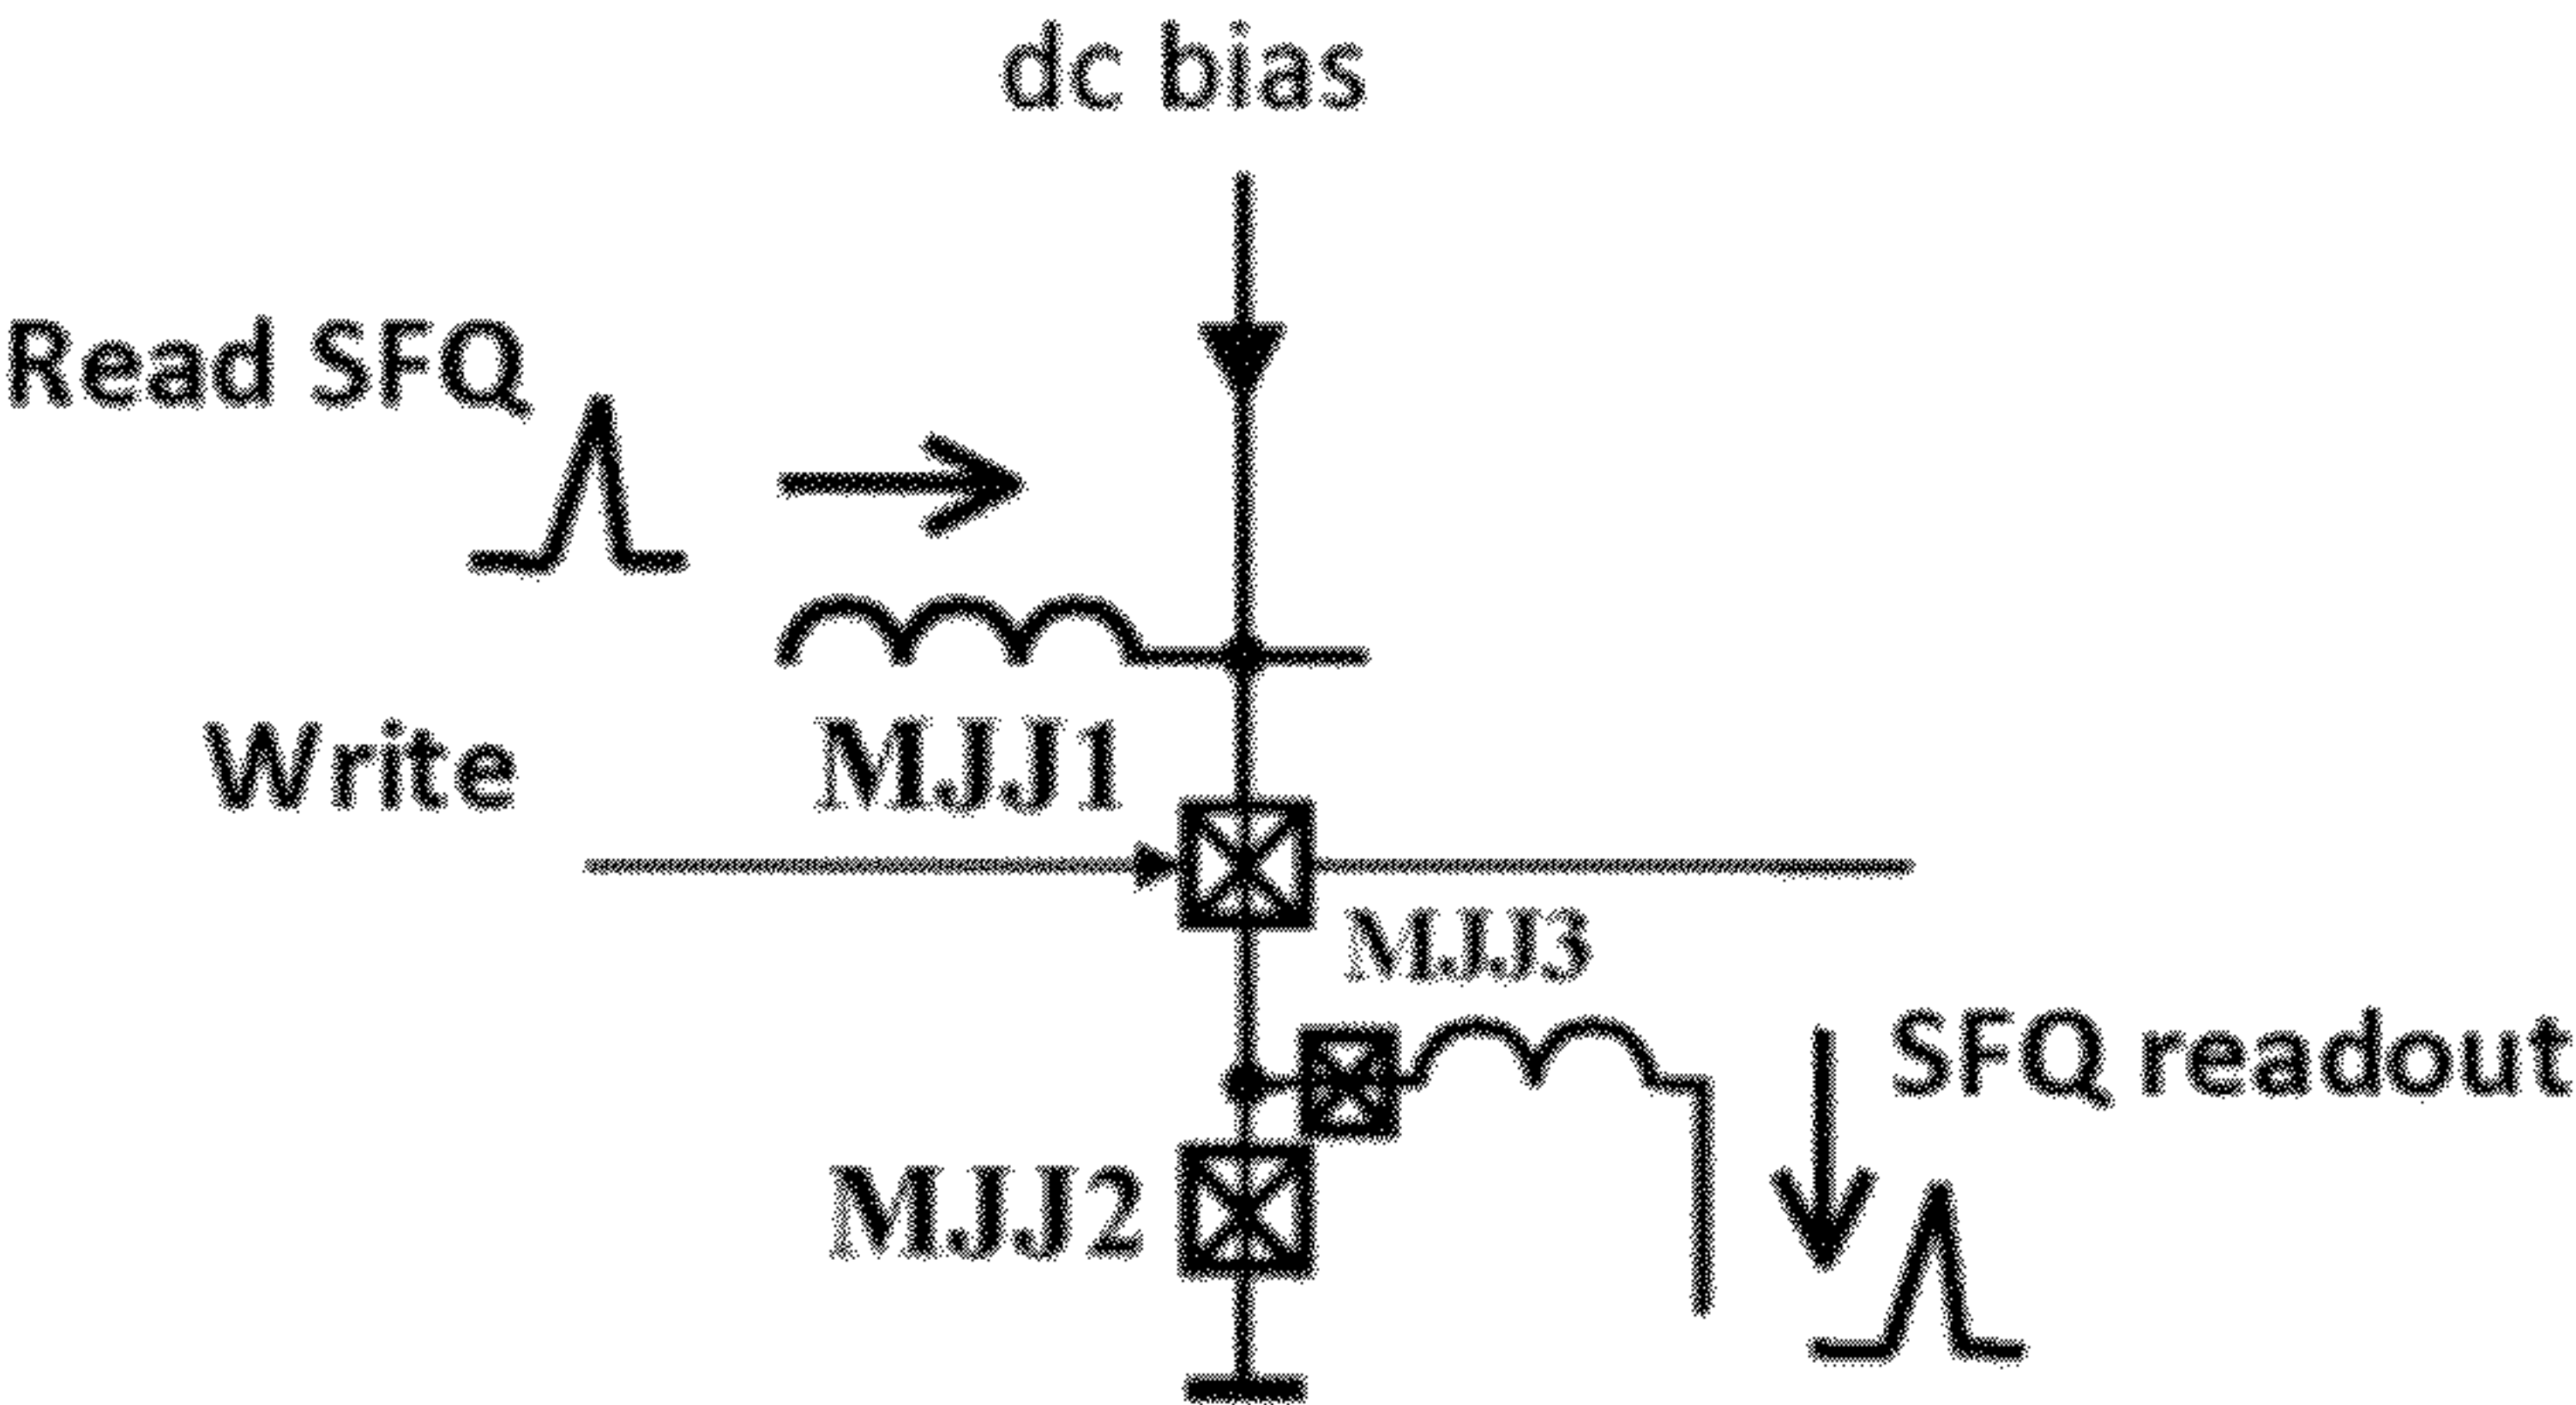 dc bias
Read SFQ
Write
MJJ1
MJJ3
SFQ readout
MJJ2